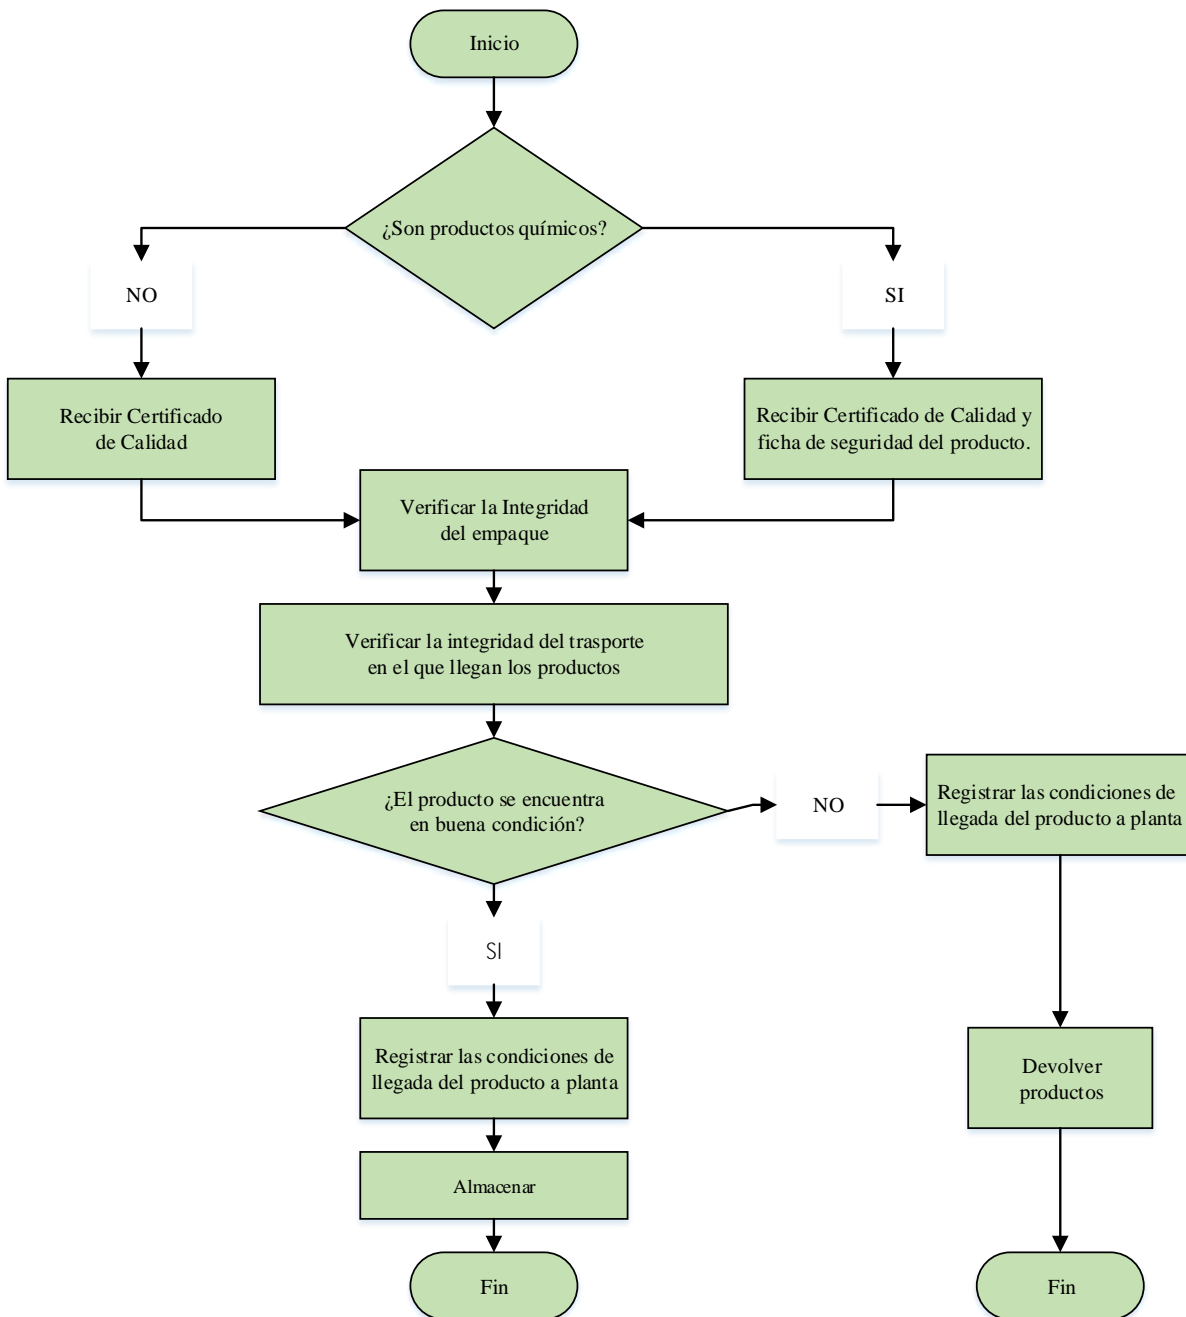 Inicio
¿Son productos químicos?
NO
SI
Recibir Certificado
de Calidad
Recibir Certificado de Calidad y
ficha de seguridad del producto.
Verificar la Integridad
del empaque
Verificar la integridad del trasporte
en el que llegan los productos
¿El producto se encuentra
en buena condición?
NO
Registrar las condiciones de
llegada del producto a planta
SI
Registrar las condiciones de
llegada del producto a planta
Devolver
productos
Almacenar
Fin
Fin